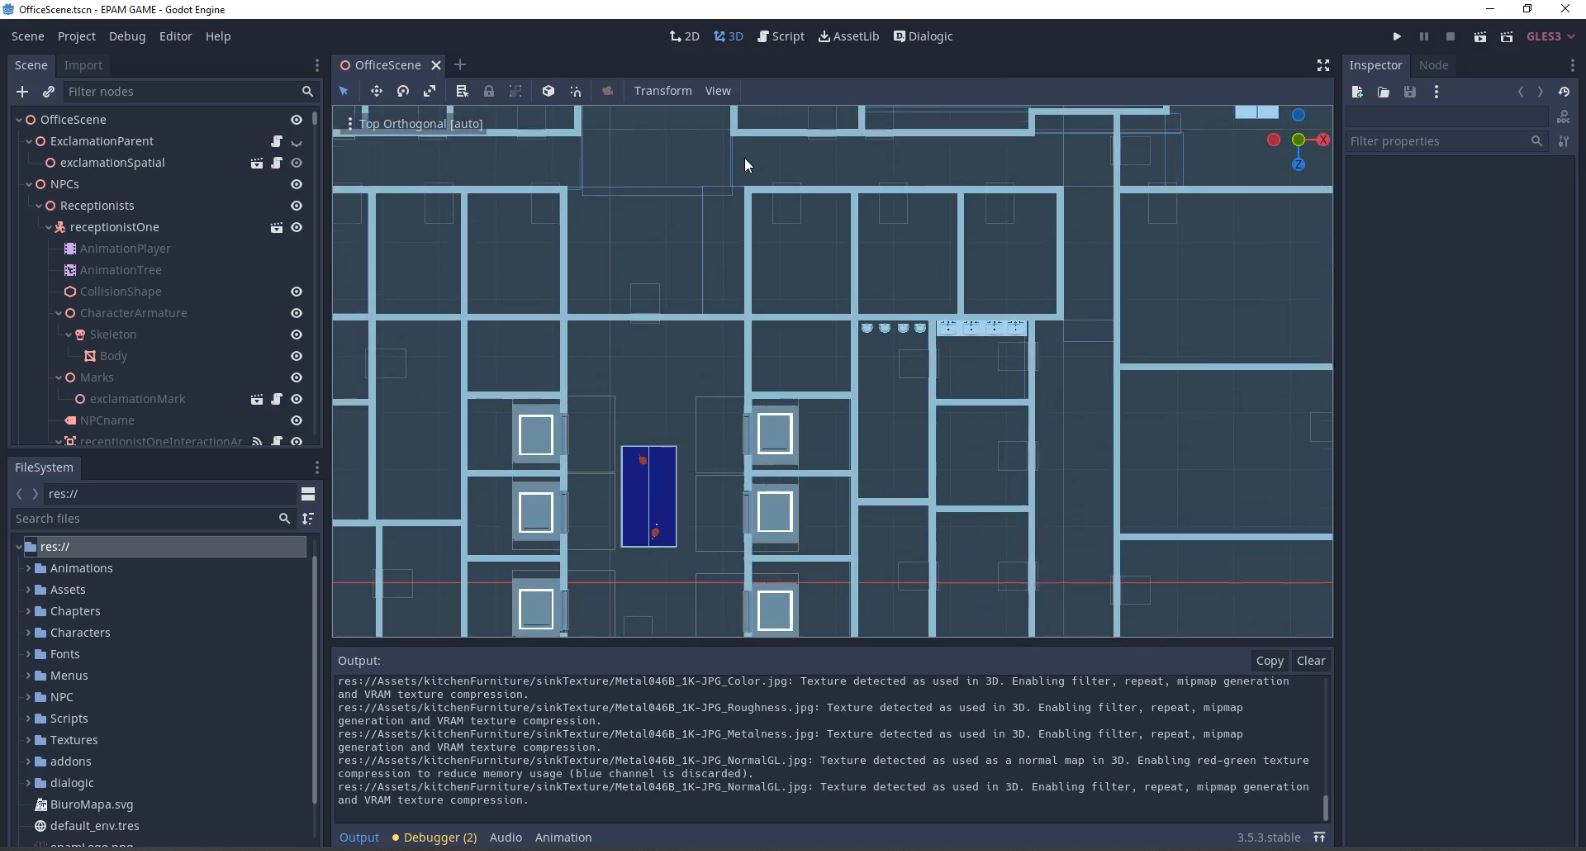 OfficeScene.tscn - EPAM GAME - Godot Engine
Scene Project Debug Editor Help
2D 3D Script AssetLib Dialogic
GLES3
Scene Import
Filter nodes
OfficeScene
ExclamationParent
exclamationSpatial
NPCs
Receptionists
receptionistOne
AnimationPlayer
AnimationTree
CollisionShape
CharacterArmature
Skeleton
Body
Marks
exclamationMark
NPCname
receptionistOneInteractionAr
FileSystem
res://
Search files
res://
Animations
Assets
Chapters
Characters
Fonts
Menus
NPC
Scripts
Textures
addons
dialogic
BiuroMapa.svg
default_env.tres
OfficeScene
Transform View
Top Orthogonal [auto]
X
Z
Output:
Copy Clear
res://Assets/kitchenFurniture/sinkTexture/Metal046B_1K-JPG_Color.jpg: Texture detected as used in 3D. Enabling filter, repeat, mipmap generation
and VRAM texture compression.
res://Assets/kitchenFurniture/sinkTexture/Metal046B_1K-JPG_Roughness.jpg: Texture detected as used in 3D. Enabling filter, repeat, mipmap
generation and VRAM texture compression.
res://Assets/kitchenFurniture/sinkTexture/Metal046B_1K-JPG_Metalness.jpg: Texture detected as used in 3D. Enabling filter, repeat, mipmap
generation and VRAM texture compression.
res://Assets/kitchenFurniture/sinkTexture/Metal046B_1K-JPG_NormalGL.jpg: Texture detected as used as a normal map in 3D. Enabling red-green texture
compression to reduce memory usage (blue channel is discarded).
res://Assets/kitchenFurniture/sinkTexture/Metal046B_1K-JPG_NormalGL.jpg: Texture detected as used in 3D. Enabling filter, repeat, mipmap generation
and VRAM texture compression.
Output Debugger (2) Audio Animation
3.5.3.stable
Inspector Node
DOC
Filter properties